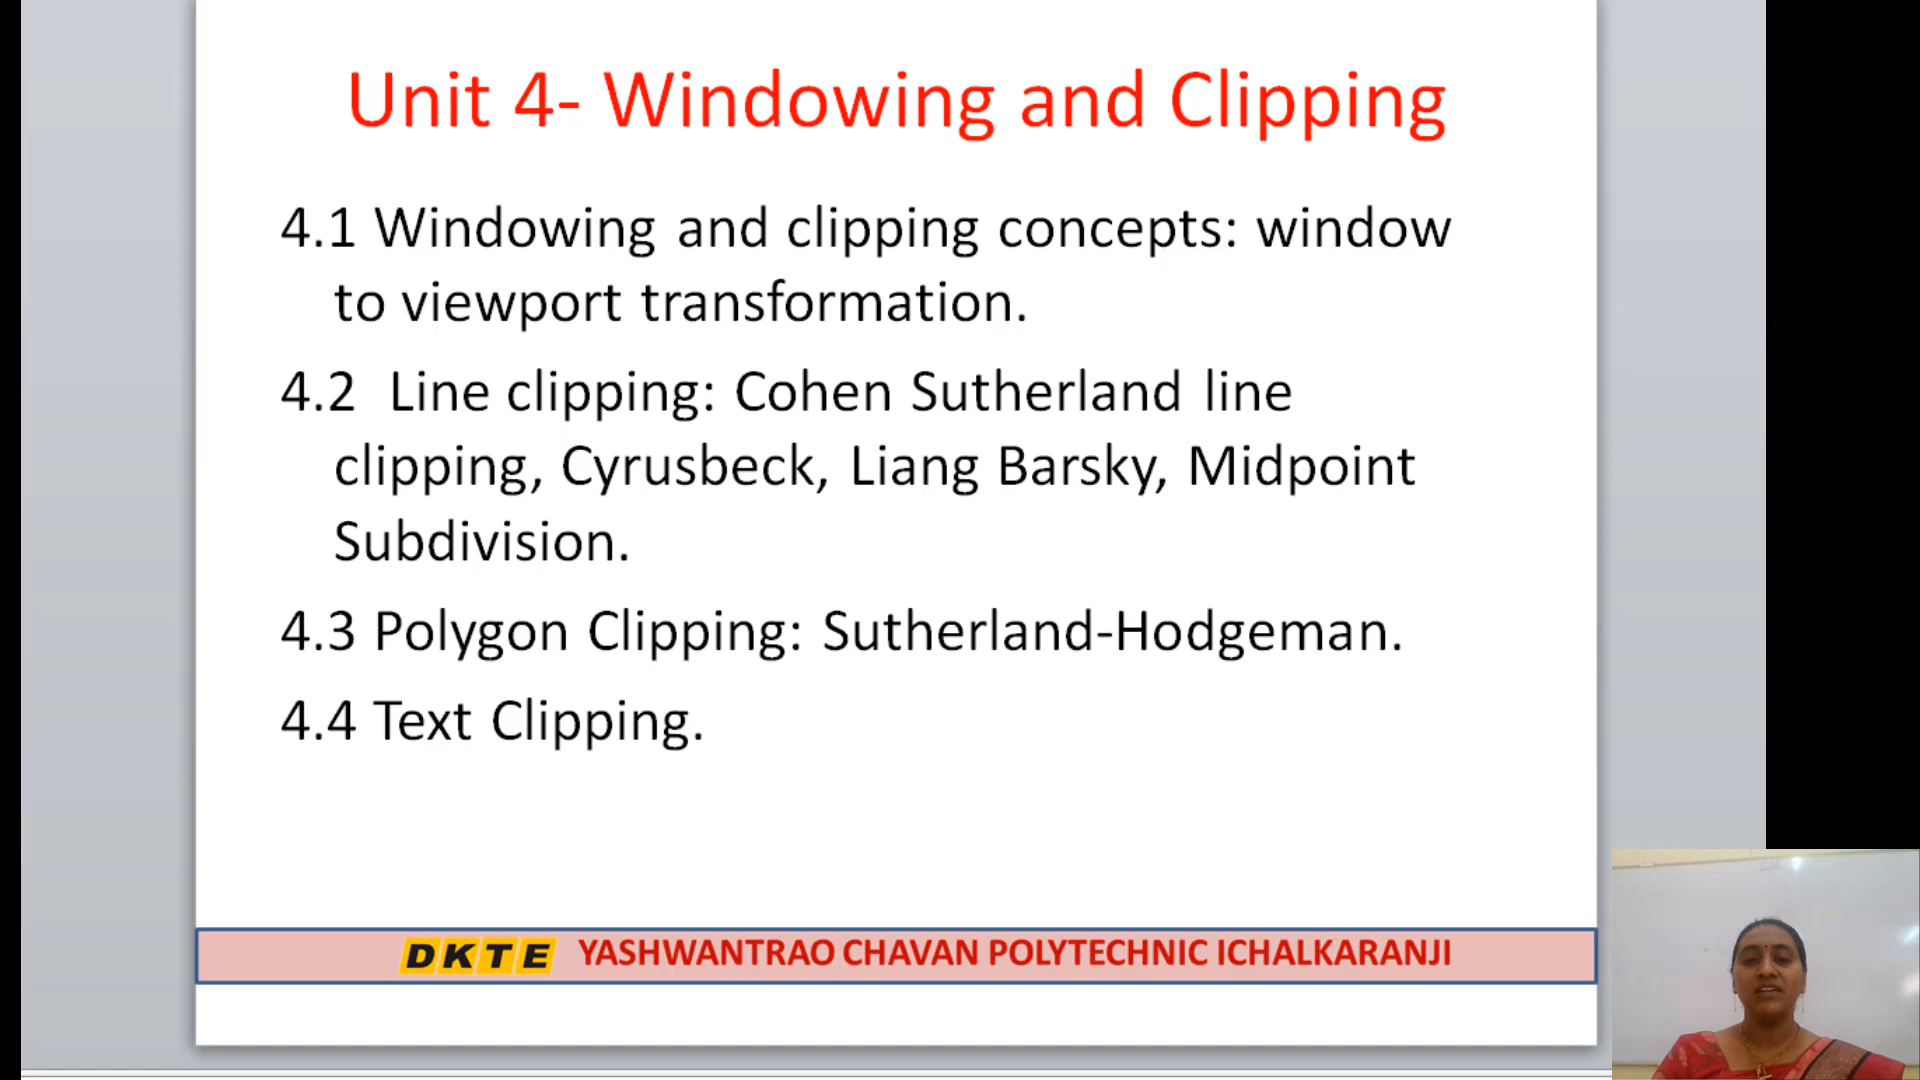 Unit 4- Windowing and Clipping
4.1 Windowing and clipping concepts: window
to viewport transformation.
4.2 Line clipping: Cohen Sutherland line
clipping, Cyrusbeck, Liang Barsky, Midpoint
Subdivision.
4.3 Polygon Clipping: Sutherland-Hodgeman.
4.4 Text Clipping.
DKTE YASHWANTRAO CHAVAN POLYTECHNIC ICHALKARANJI